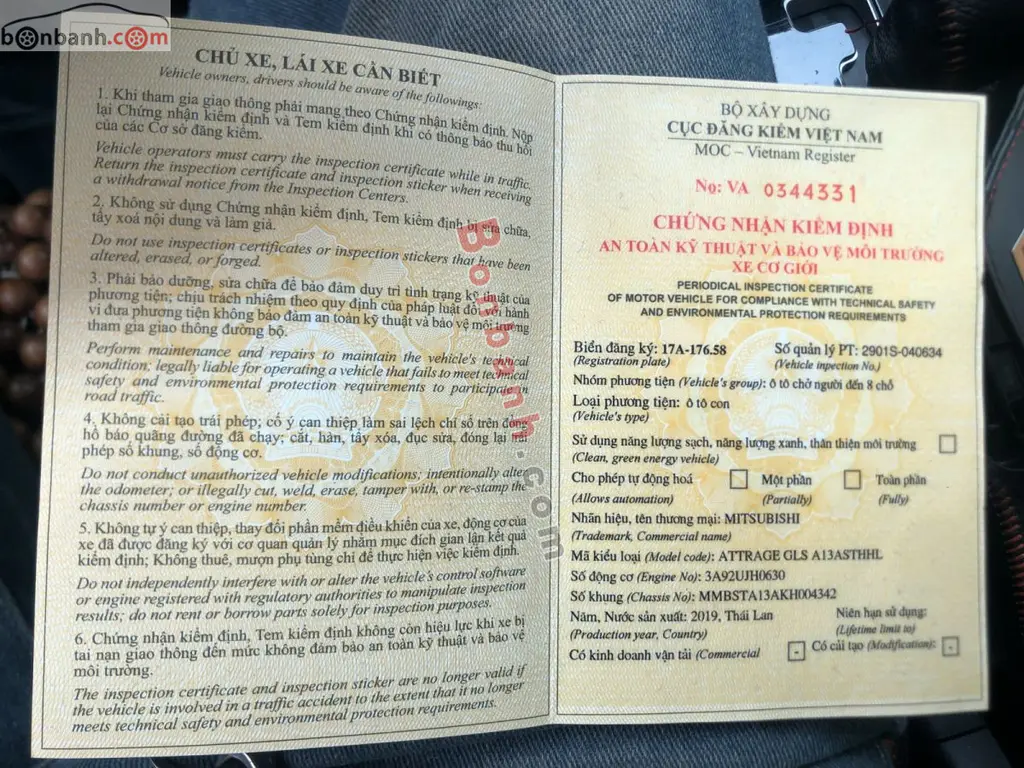 bonbanh.com
CHỦ XE, LÁI XE CẦN BIẾT
Vehicle owners, drivers should be aware of the followings:
1. Khi tham gia giao thông phải mang theo Chứng nhận kiểm định. Nộp
lại Chứng nhận kiểm định và Tem kiểm định khi có thông báo thu hồi
của các Cơ sở đăng kiểm.
Vehicle operators must carry the inspection certificate while in traffic.
Return the inspection certificate and inspection sticker when receiving
a withdrawal notice from the Inspection Centers.
2. Không sử dụng Chứng nhận kiểm định, Tem kiểm định bị sửa chữa,
tẩy xoá nội dung và làm giả.
Do not use inspection certificates or inspection stickers that have been
altered, erased, or forged.
3. Phải bảo dưỡng, sửa chữa để bảo đảm duy trì tình trạng kỹ thuật của
phương tiện; chịu trách nhiệm theo quy định của pháp luật đối với hành
vi đưa phương tiện không bảo đảm an toàn kỹ thuật và bảo vệ môi trường
tham gia giao thông đường bộ.
Perform maintenance and repairs to maintain the vehicle's technical
condition; legally liable for operating a vehicle that fails to meet technical
safety and environmental protection requirements to participate in
road traffic.
4. Không cải tạo trái phép; cố ý can thiệp làm sai lệch chỉ số trên đồng
hồ báo quãng đường đã chạy; cắt, hàn, tẩy xóa, đục sửa, đóng lại trái
phép số khung, số động cơ.
Do not conduct unauthorized vehicle modifications; intentionally alter
the odometer; or illegally cut, weld, erase, tamper with, or re-stamp the
chassis number or engine number.
5. Không tự ý can thiệp, thay đổi phần mềm điều khiển của xe, động cơ của
xe đã được đăng ký với cơ quan quản lý nhằm mục đích gian lận kết quả
kiểm định; Không thuê, mượn phụ tùng chỉ để thực hiện việc kiểm định.
Do not independently interfere with or alter the vehicle's control software
or engine registered with regulatory authorities to manipulate inspection
results; do not rent or borrow parts solely for inspection purposes.
6. Chứng nhận kiểm định, Tem kiểm định không còn hiệu lực khi xe bị
tai nạn giao thông đến mức không đảm bảo an toàn kỹ thuật và bảo vệ
môi trường.
The inspection certificate and inspection sticker are no longer valid if
the vehicle is involved in a traffic accident to the extent that it no longer
meets technical safety and environmental protection requirements.
Bonbanh.com
BỘ XÂY DỰNG
CỤC ĐĂNG KIỂM VIỆT NAM
MOC – Vietnam Register
No: VA 0344331
CHỨNG NHẬN KIỂM ĐỊNH
AN TOÀN KỸ THUẬT VÀ BẢO VỆ MÔI TRƯỜNG
XE CƠ GIỚI
PERIODICAL INSPECTION CERTIFICATE
OF MOTOR VEHICLE FOR COMPLIANCE WITH TECHNICAL SAFETY
AND ENVIRONMENTAL PROTECTION REQUIREMENTS
Biển đăng ký: 17A-176.58 Số quản lý PT: 2901S-040634
(Registration plate) (Vehicle inpection No.)
Nhóm phương tiện (Vehicle's group): ô tô chở người đến 8 chỗ
Loại phương tiện: ô tô con
(Vehicle's type)
Sử dụng năng lượng sạch, năng lượng xanh, thân thiện môi trường
(Clean, green energy vehicle)
Cho phép tự động hoá Một phần Toàn phần
(Allows automation) (Partially) (Fully)
Nhãn hiệu, tên thương mại: MITSUBISHI
(Trademark, Commercial name)
Mã kiểu loại (Model code): ATTRAGE GLS A13ASTHHL
Số động cơ (Engine No): 3A92UJH0630
Số khung (Chassis No): MMBSTA13AKH004342
Năm, Nước sản xuất: 2019, Thái Lan Niên hạn sử dụng:
(Production year, Country) (Lifetime limit to)
Có kinh doanh vận tải (Commercial - Có cải tạo (Modification): -